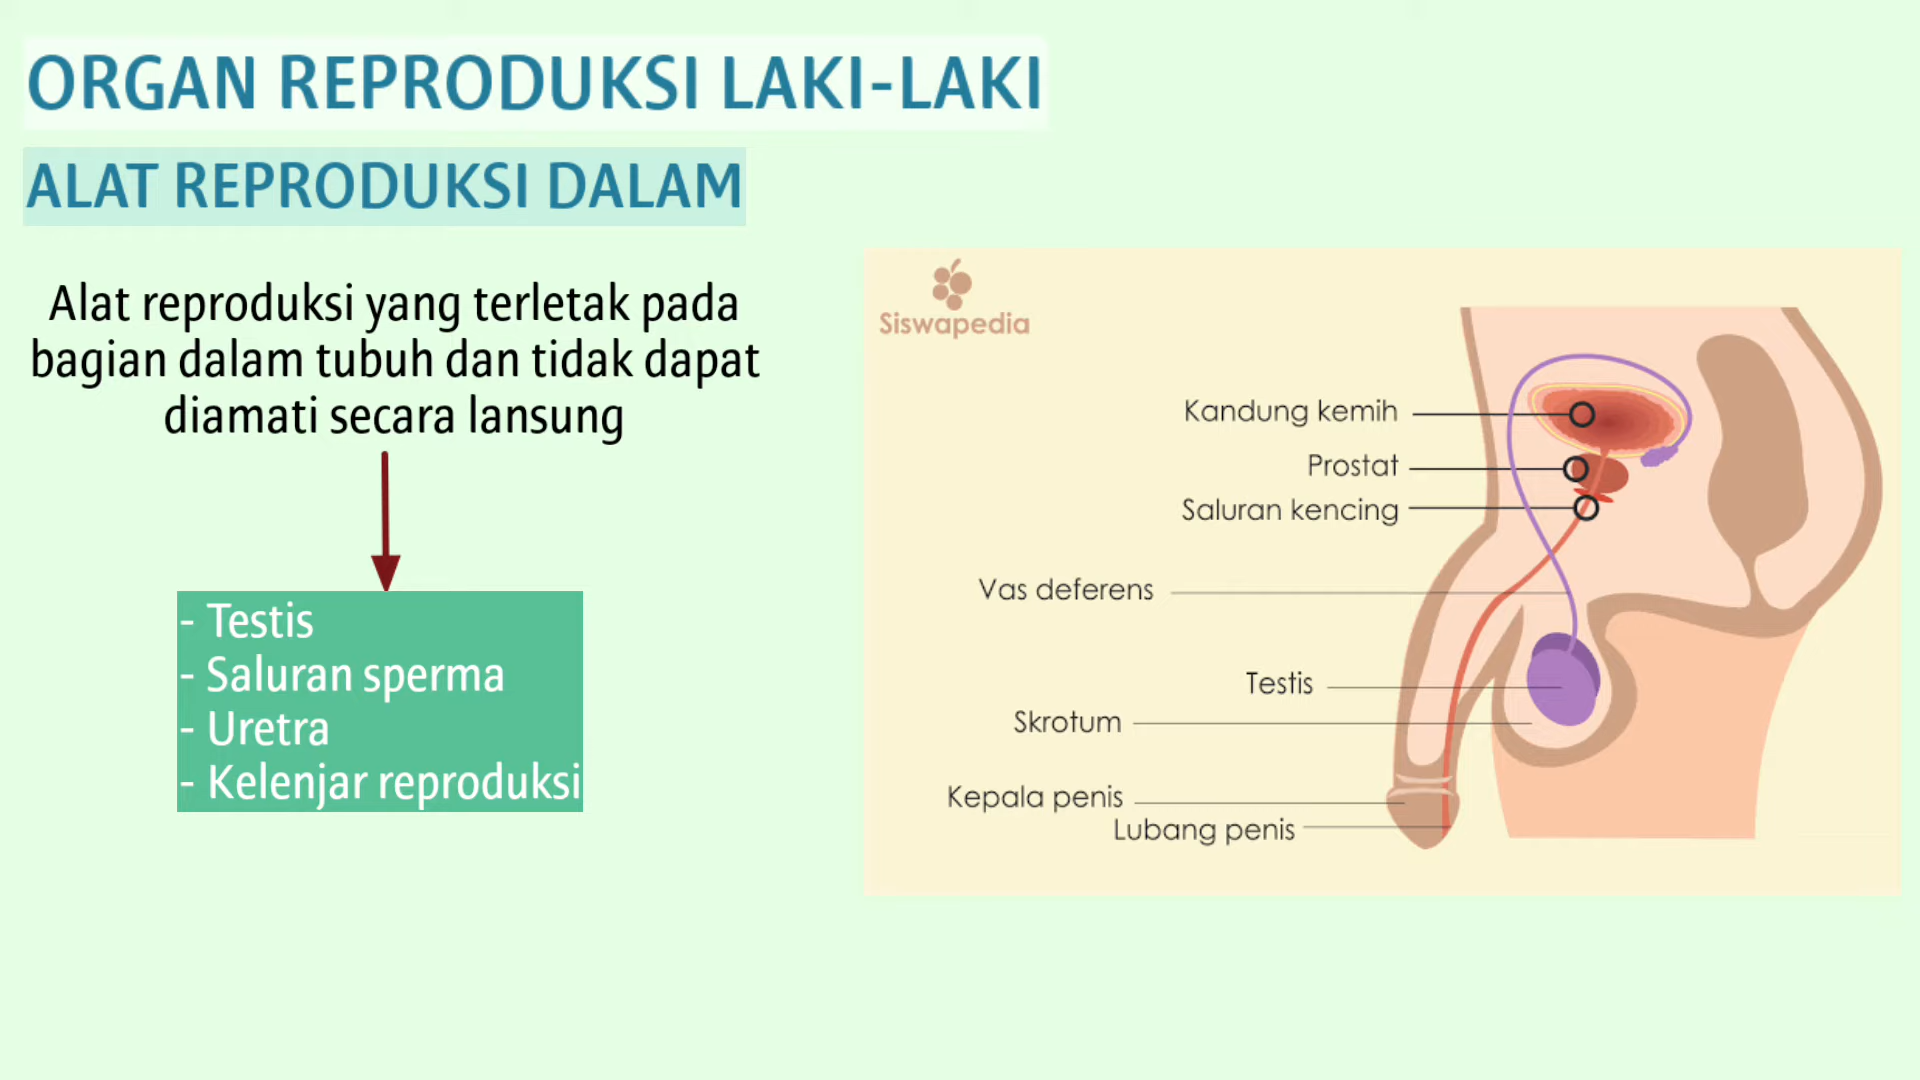 ORGAN REPRODUKSI LAKI-LAKI
ALAT REPRODUKSI DALAM
Alat reproduksi yang terletak pada
bagian dalam tubuh dan tidak dapat
diamati secara lansung
- Testis
- Saluran sperma
- Uretra
- Kelenjar reproduksi
Siswapedia
Kandung kemih
Prostat
Saluran kencing
Vas deferens
Testis
Skrotum
Kepala penis
Lubang penis